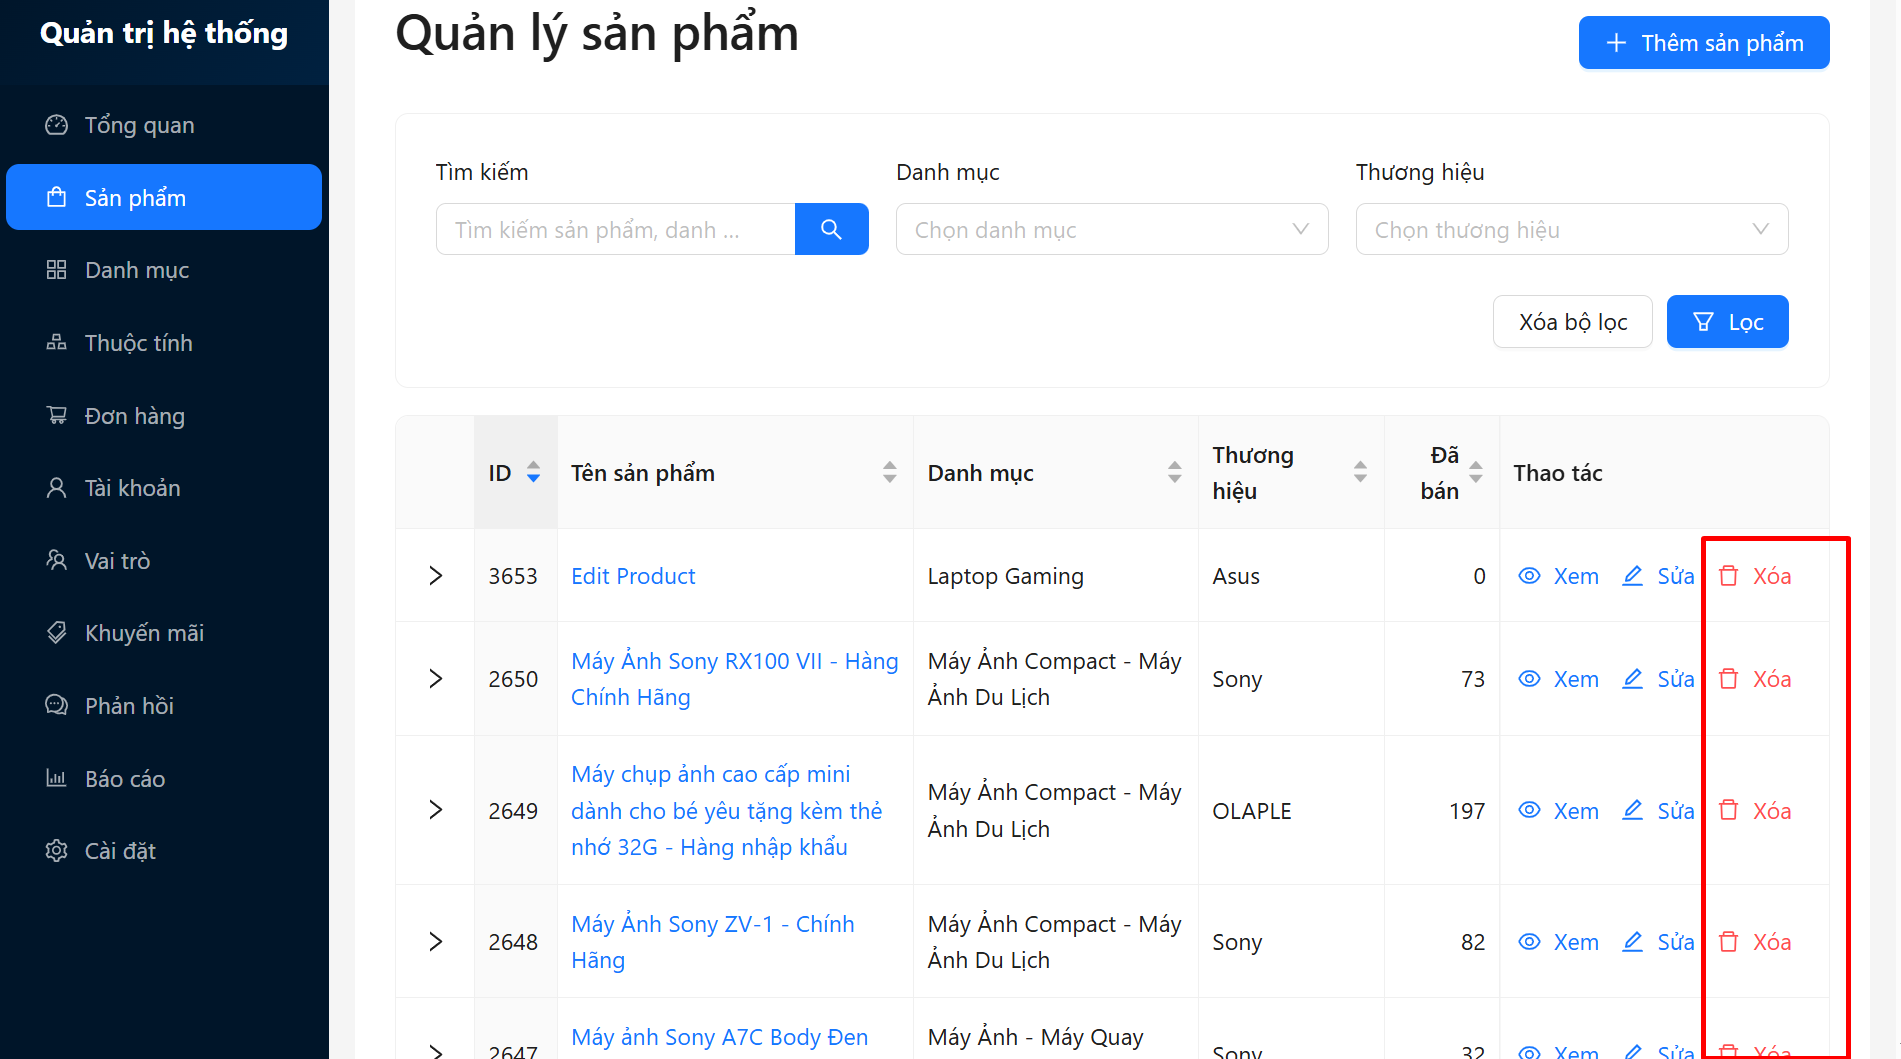 Quản trị hệ thống
Tổng quan
Sản phẩm
Danh mục
Thuộc tính
Đơn hàng
Tài khoản
Vai trò
Khuyến mãi
Phản hồi
Báo cáo
Cài đặt
Quản lý sản phẩm
Thêm sản phẩm
Tìm kiếm
Danh mục
Thương hiệu
Tìm kiếm sản phẩm, danh ...
Chọn danh mục
Chọn thương hiệu
Xóa bộ lọc
Lọc
ID
Tên sản phẩm
Danh mục
Thương
hiệu
Đã
bán
Thao tác
3653
Edit Product
Laptop Gaming
Asus
0
Xem
Sửa
Xóa
2650
Máy Ảnh Sony RX100 VII - Hàng
Chính Hãng
Máy Ảnh Compact - Máy
Ảnh Du Lịch
Sony
73
Xem
Sửa
Xóa
2649
Máy chụp ảnh cao cấp mini
dành cho bé yêu tặng kèm thẻ
nhớ 32G - Hàng nhập khẩu
Máy Ảnh Compact - Máy
Ảnh Du Lịch
OLAPLE
197
Xem
Sửa
Xóa
2648
Máy Ảnh Sony ZV-1 - Chính
Hãng
Máy Ảnh Compact - Máy
Ảnh Du Lịch
Sony
82
Xem
Sửa
Xóa
2647
Máy ảnh Sony A7C Body Đen
Máy Ảnh - Máy Quay
Sony
32
Xem
Sửa
Xóa